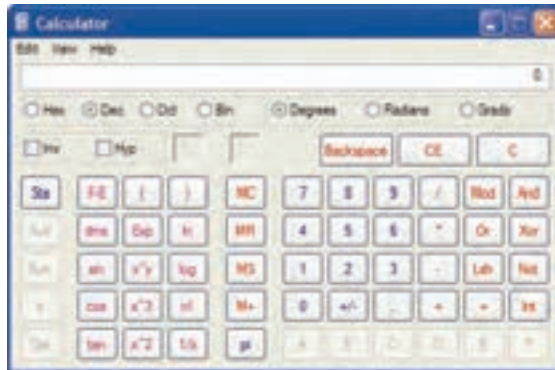 Calculator
Edit View Help
0.
Hex Dec Oct Bin Degrees Radians Grads
Inv Hyp Backspace CE C
Sta F-E ( ) MC 7 8 9 / Mod And
dms Exp ln MR 4 5 6 * Or Xor
sin x^y log MS 1 2 3 - Lsh Not
cos x^3 n! M+ 0 +/- . + = Int
tan x^2 1/x pi A B C D E F